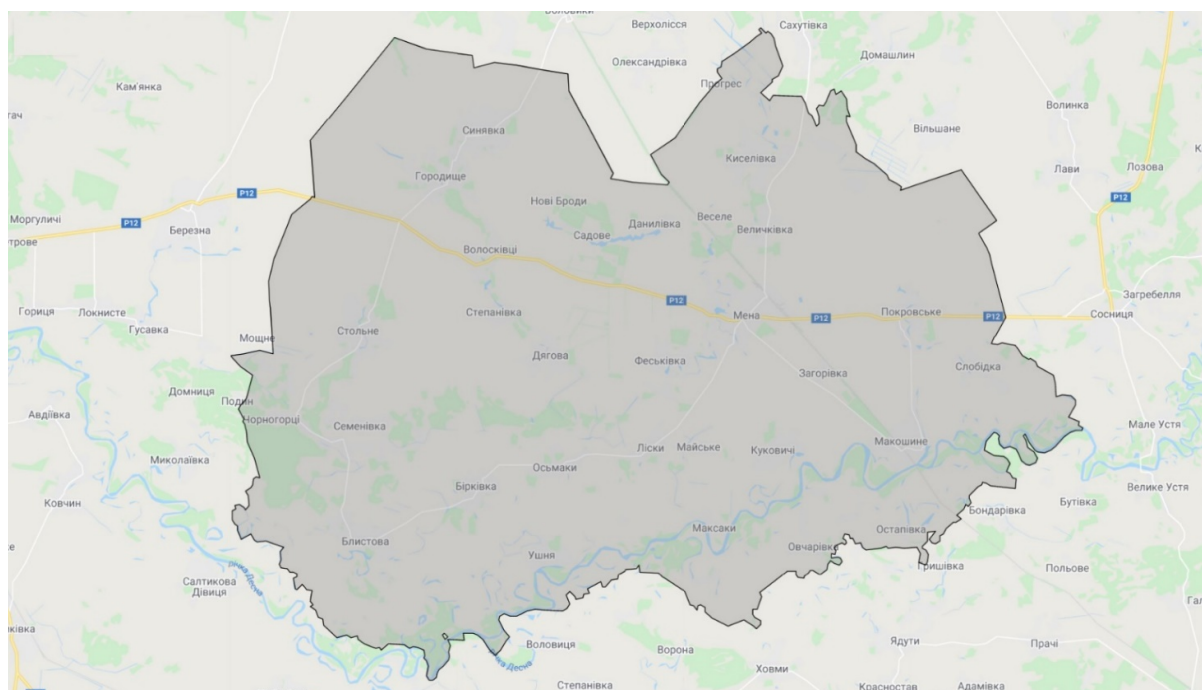 Верхолісся
Сахутівка
Олександрівка
Домашлин
Прогрес
Кам'янка
Волинка
Синявка
Вільшане
Киселівка
Лави
Лозова
Городище
P12
P12
Нові Броди
Моргуличі
P12
Березна
Садове
Данилівка
Веселе
Величківка
Волосківці
P12
Загребелля
Гориця
Локнисте
Гусавка
Степанівка
Мена
P12
Покровське
P12
Сосниця
Мощне
Стольне
Дягова
Феськівка
Загорівка
Слобідка
Домниця
Подин
Авдіївка
Чорногорці
Семенівка
Мале Устя
Миколаївка
Ліски
Майське
Куковичі
Макошине
Осьмаки
Ковчин
Бірківка
Велике Устя
Бутівка
Бондарівка
Блистова
Максаки
Остапівка
Ушня
Овчарівка
річка Десна
Салтикова
Дівиця
Гришівка
Польове
Воловиця
Ворона
Ядути
Прачі
Ховми
Степанівка
Красностав
Адамівка